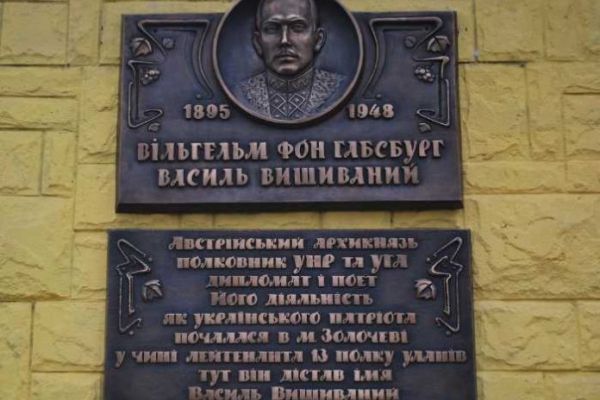 1895 1948
ВІЛЬГЕЛЬМ ФОН ГАБСБУРГ
ВАСИЛЬ ВИШИВАНИЙ
Австрійський архикнязь
полковник УНР та УГА
дипломат і поет
Його діяльність
як українського патріота
почалася в м. Золочеві
у чині лейтенанта 13 полку уланів
тут він дістав ім'я
Василь Вишиваний